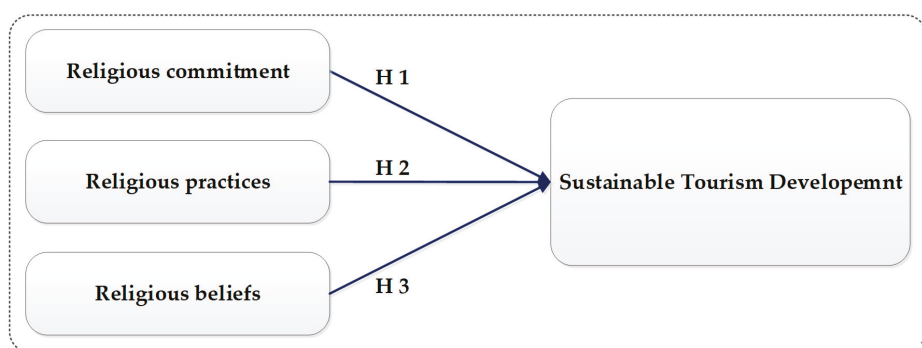 Religious commitment
H 1
Religious practices
H 2
Sustainable Tourism Developemnt
Religious beliefs
H 3